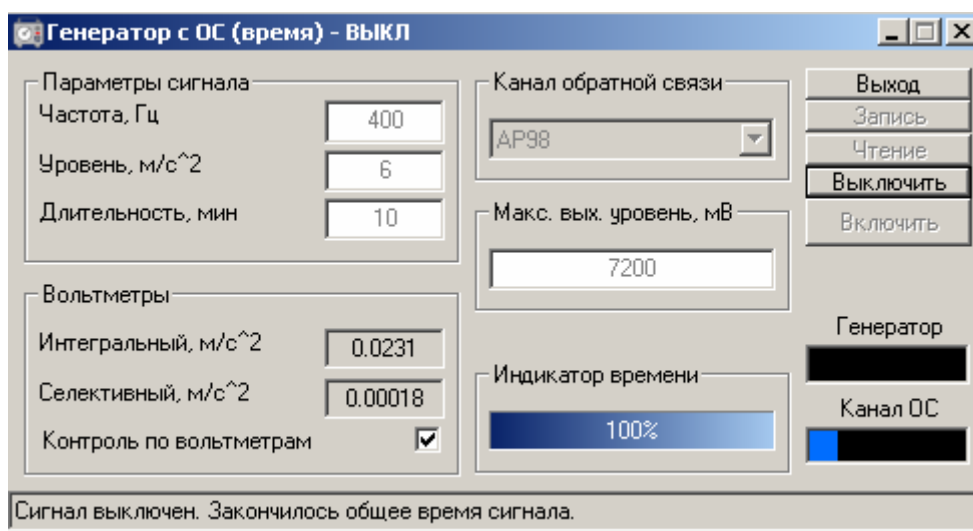 Генератор с ОС (время) - ВЫКЛ
Параметры сигнала
Частота, Гц
400
Уровень, м/с^2
6
Длительность, мин
10
Вольтметры
Интегральный, м/с^2
0.0231
Селективный, м/с^2
0.00018
Контроль по вольтметрам
Канал обратной связи
AP98
Макс. вых. уровень, мВ
7200
Индикатор времени
100%
Выход
Запись
Чтение
Выключить
Включить
Генератор
Канал ОС
Сигнал выключен. Закончилось общее время сигнала.